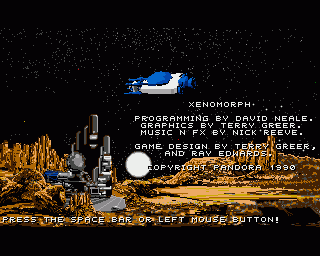 XENOMORPH.
PROGRAMMING BY DAVID NEALE.
GRAPHICS BY TERRY GREER.
MUSIC N FX BY NICK REEVE.
GAME DESIGN BY TERRY GREER,
AND RAY EDWARDS.
COPYRIGHT PANDORA 1990
PRESS THE SPACE BAR OR LEFT MOUSE BUTTON!